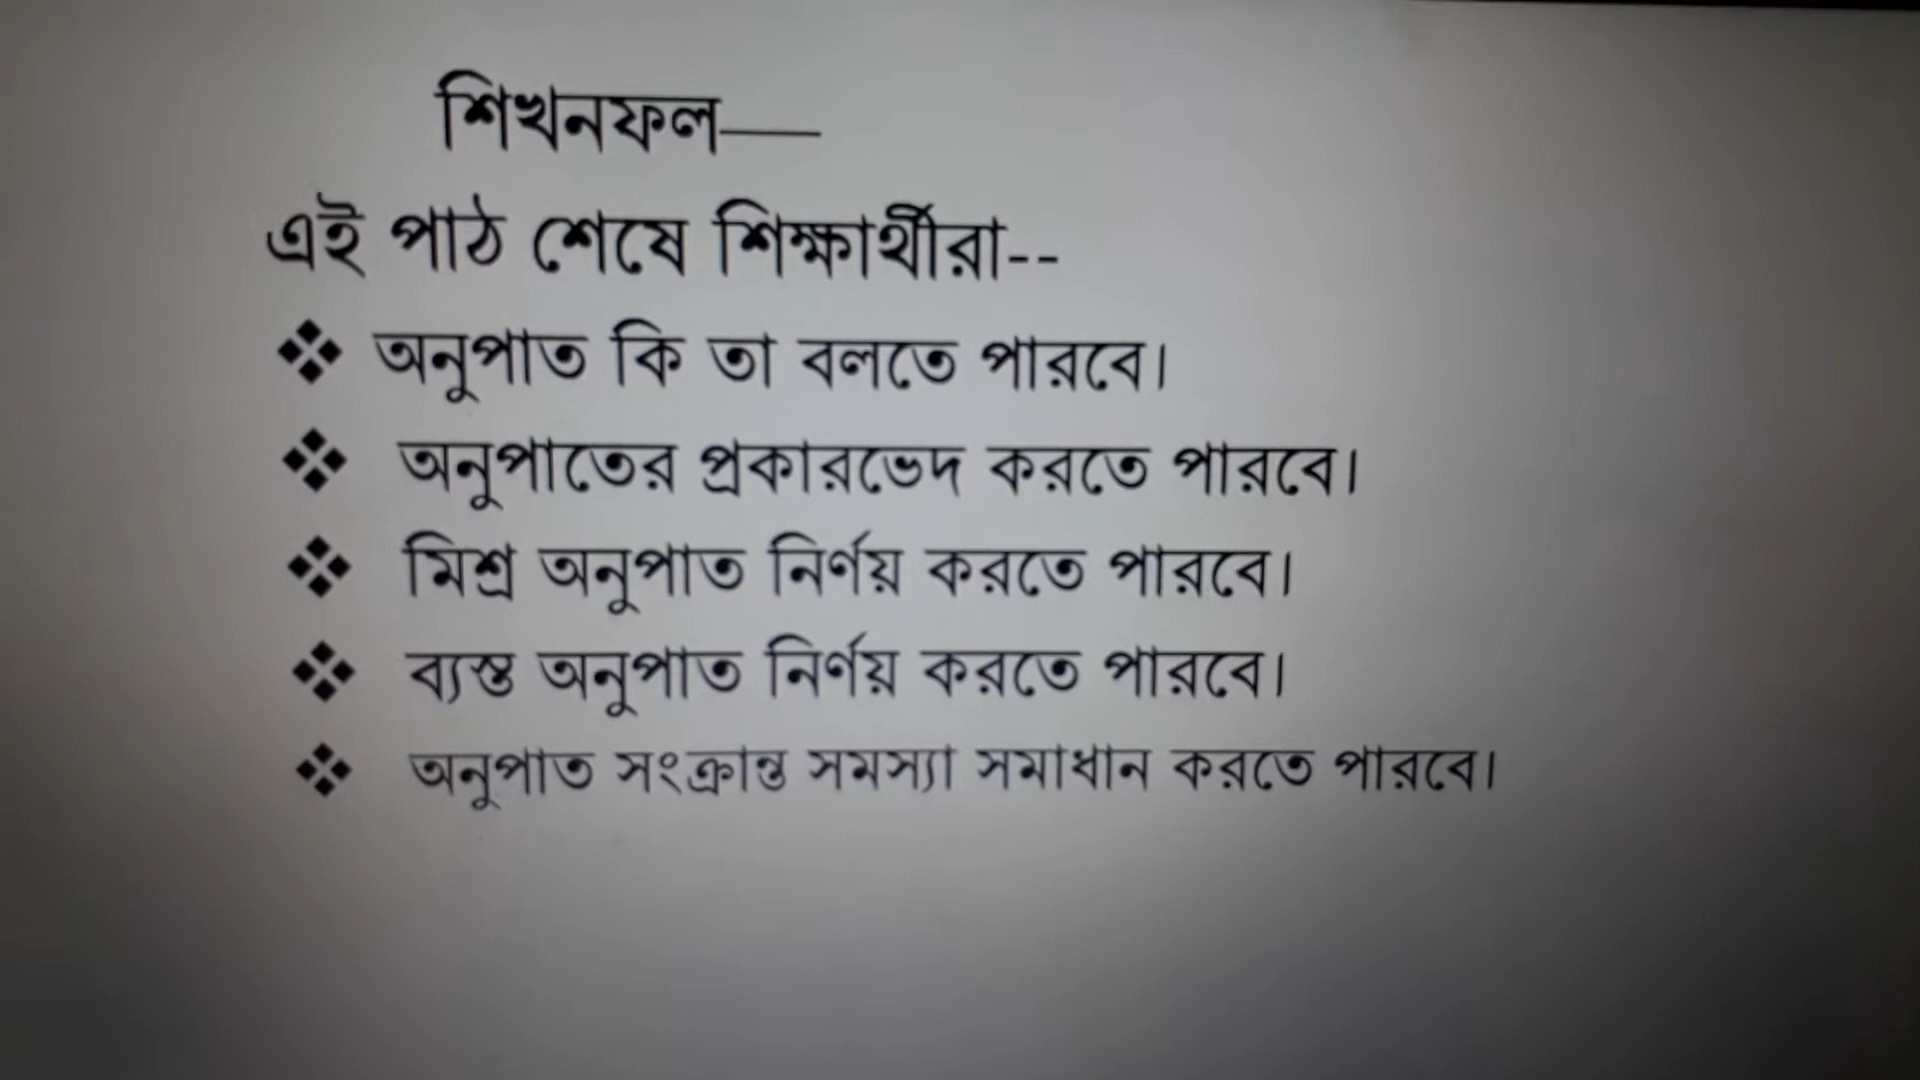 শিখনফল—
এই পাঠ শেষে শিক্ষার্থীরা--
❖ অনুপাত কি তা বলতে পারবে।
❖ অনুপাতের প্রকারভেদ করতে পারবে।
❖ মিশ্র অনুপাত নির্ণয় করতে পারবে।
❖ ব্যস্ত অনুপাত নির্ণয় করতে পারবে।
❖ অনুপাত সংক্রান্ত সমস্যা সমাধান করতে পারবে।